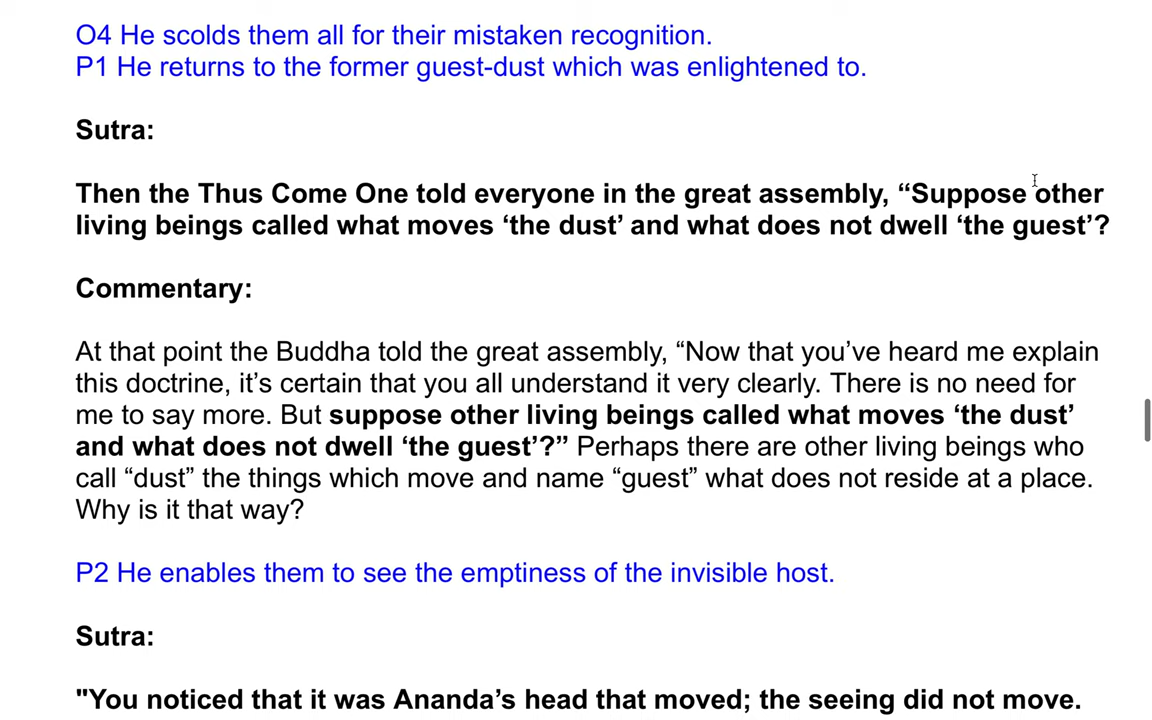 O4 He scolds them all for their mistaken recognition.
P1 He returns to the former guest-dust which was enlightened to.
Sutra:
Then the Thus Come One told everyone in the great assembly, “Suppose other
living beings called what moves ‘the dust’ and what does not dwell ‘the guest’?
Commentary:
At that point the Buddha told the great assembly, “Now that you’ve heard me explain
this doctrine, it’s certain that you all understand it very clearly. There is no need for
me to say more. But suppose other living beings called what moves ‘the dust’
and what does not dwell ‘the guest’?” Perhaps there are other living beings who
call “dust” the things which move and name “guest” what does not reside at a place.
Why is it that way?
P2 He enables them to see the emptiness of the invisible host.
Sutra:
"You noticed that it was Ananda’s head that moved; the seeing did not move.